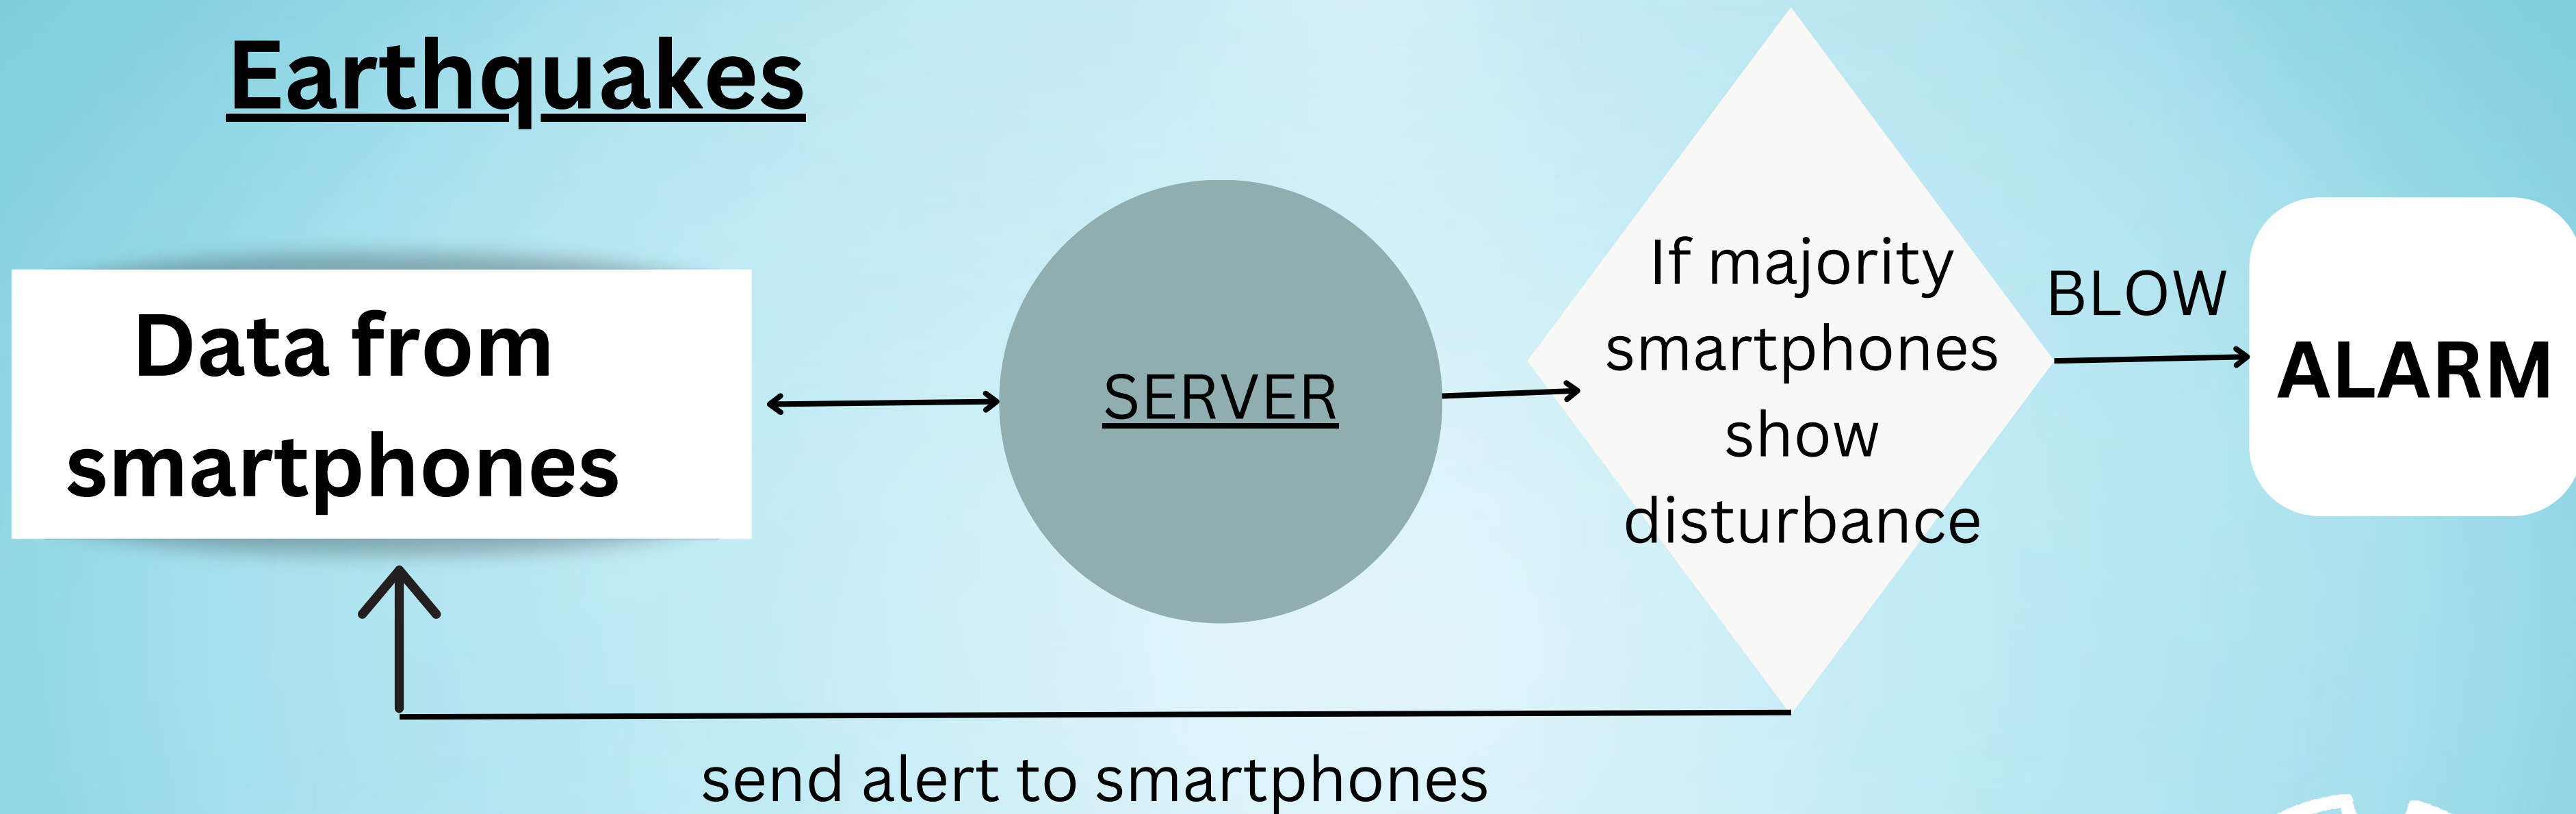 Earthquakes
Data from
smartphones
SERVER
If majority
smartphones
show
disturbance
BLOW
ALARM
send alert to smartphones